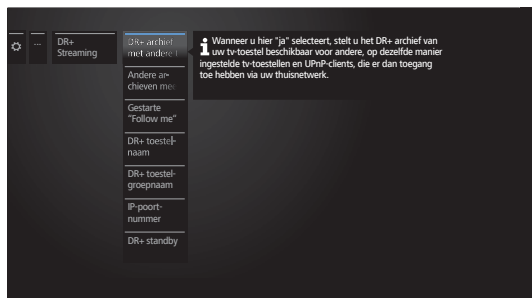 ...
DR+
Streaming
DR+ archief
met andere
Andere ar-
chieven mee
Gestarte
"Follow me"
DR+ toestel-
naam
DR+ toestel-
groepnaam
IP-poort-
nummer
DR+ standby
Wanneer u hier "ja" selecteert, stelt u het DR+ archief van
uw tv-toestel beschikbaar voor andere, op dezelfde manier
ingestelde tv-toestellen en UPnP-clients, die er dan toegang
toe hebben via uw thuisnetwerk.